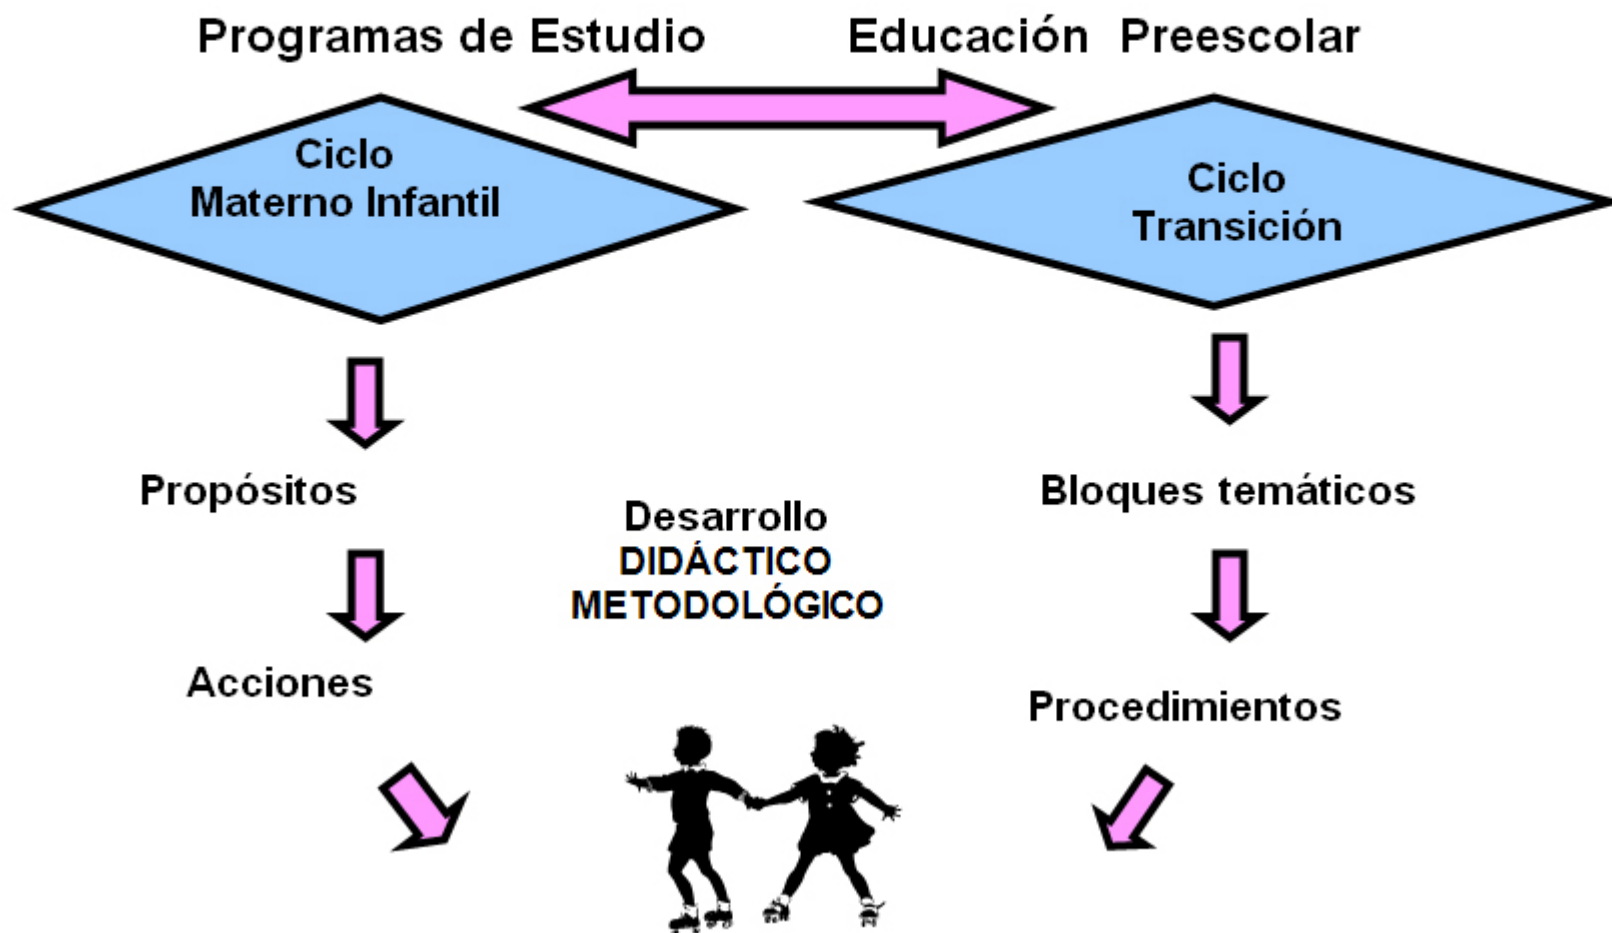 Programas de Estudio Educación Preescolar
Ciclo
Materno Infantil
Ciclo
Transición
Propósitos
Bloques temáticos
Desarrollo
DIDÁCTICO
METODOLÓGICO
Acciones
Procedimientos